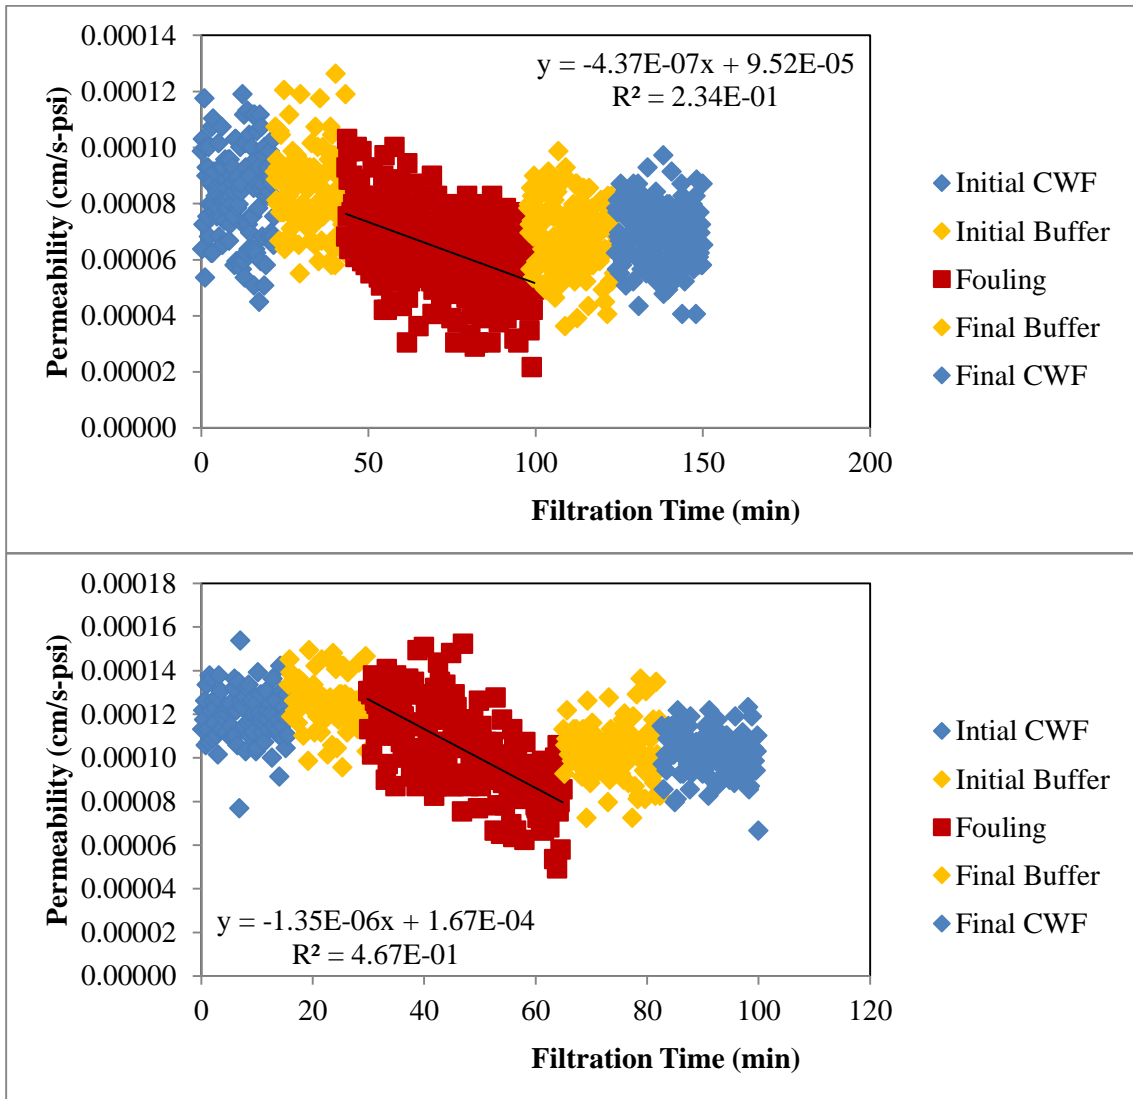 0.00014
0.00012
0.00010
0.00008
0.00006
0.00004
0.00002
0.00000
Permeability (cm/s-psi)
y = -4.37E-07x + 9.52E-05
R² = 2.34E-01
0 50 100 150 200
Filtration Time (min)
Initial CWF
Initial Buffer
Fouling
Final Buffer
Final CWF
0.00018
0.00016
0.00014
0.00012
0.00010
0.00008
0.00006
0.00004
0.00002
0.00000
Permeability (cm/s-psi)
y = -1.35E-06x + 1.67E-04
R² = 4.67E-01
0 20 40 60 80 100 120
Filtration Time (min)
Intial CWF
Initial Buffer
Fouling
Final Buffer
Final CWF